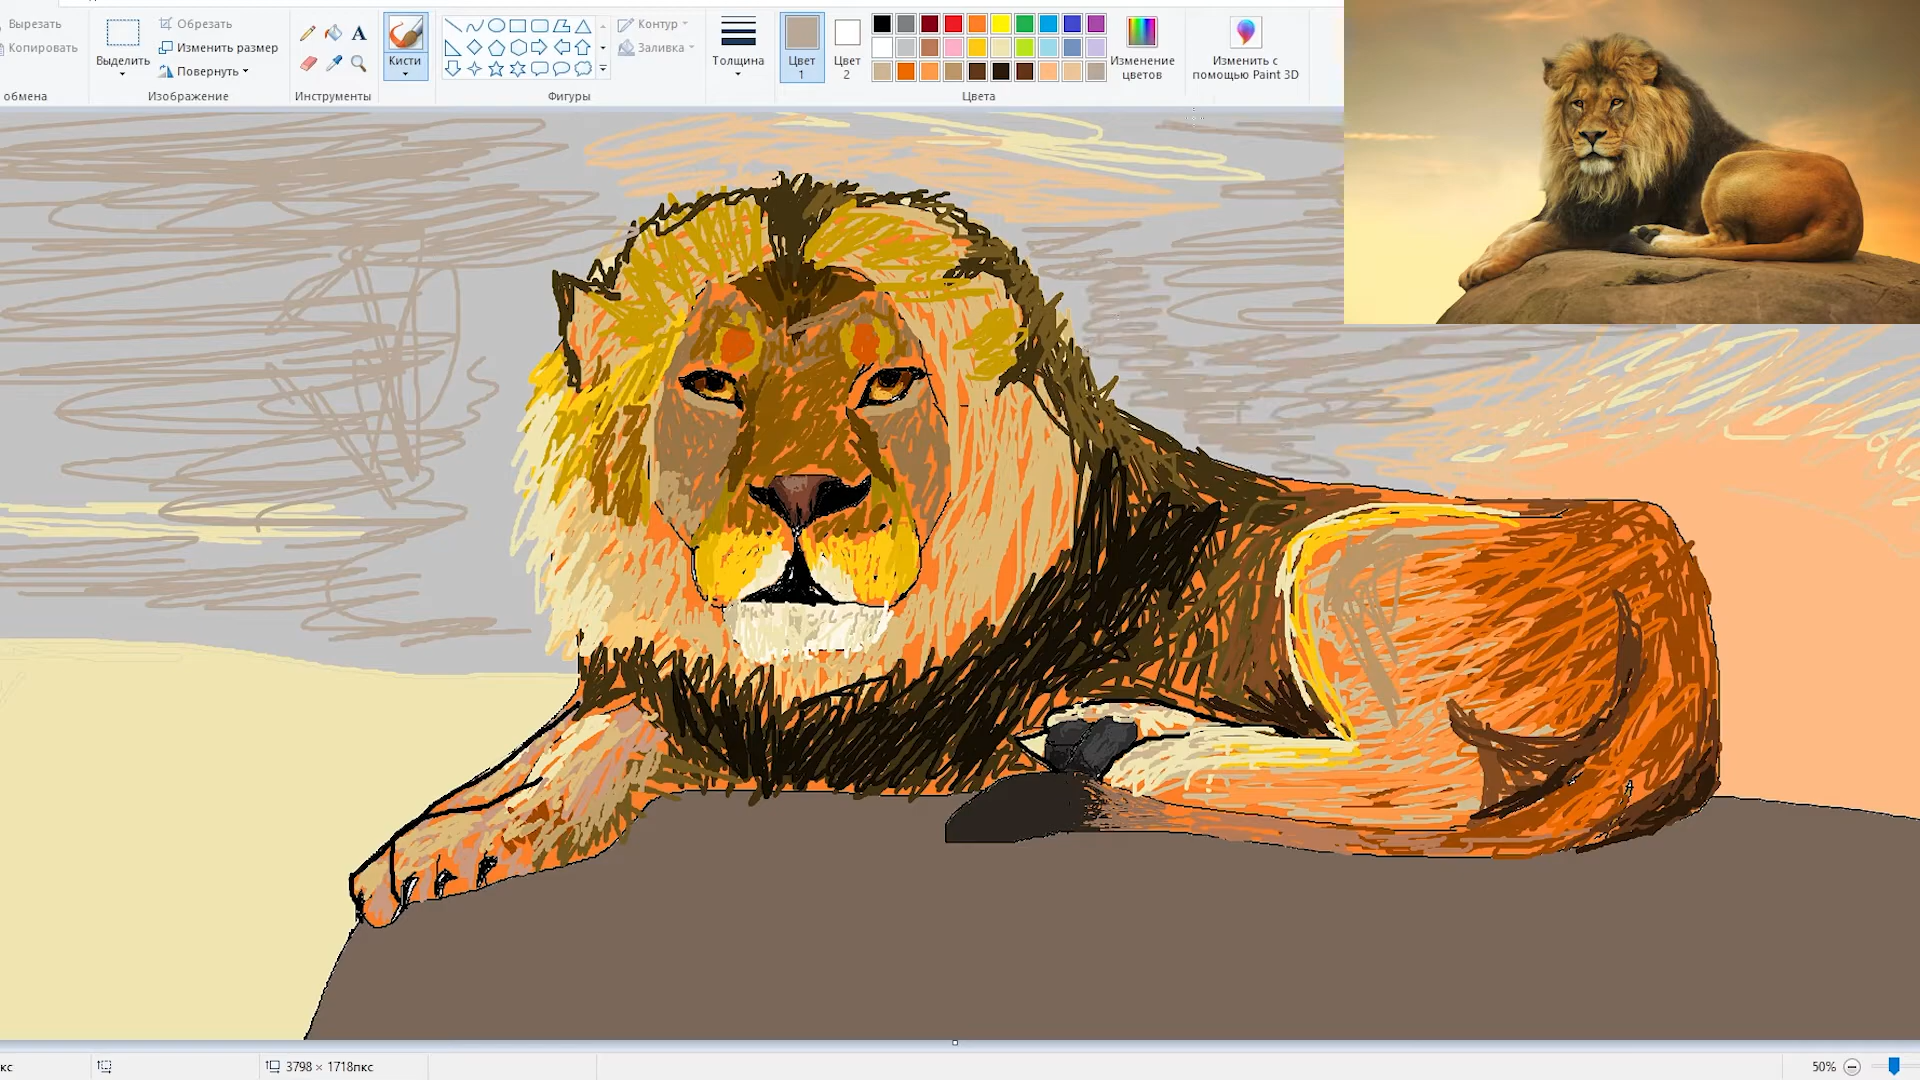 Вырезать
Копировать
обмена
Выделить
Обрезать
Изменить размер
Повернуть
Изображение
A
Инструменты
Кисти
Контур
Заливка
Фигуры
Толщина
Цвет
1
Цвет
2
Цвета
Изменение
цветов
Изменить с
помощью Paint 3D
кс
3798 × 1718пкс
50%